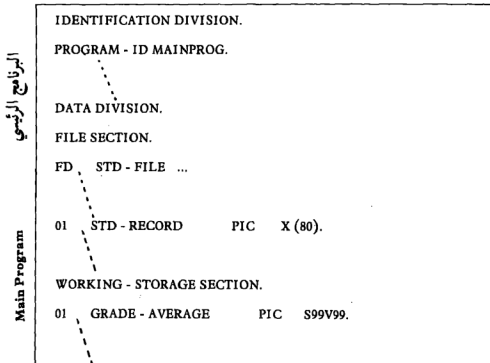 IDENTIFICATION DIVISION.
PROGRAM - ID MAINPROG.
DATA DIVISION.
FILE SECTION.
FD STD - FILE ...
01 STD - RECORD PIC X (80).
WORKING - STORAGE SECTION.
01 GRADE - AVERAGE PIC S99V99.
البرنامج الرئيسي
Main Program